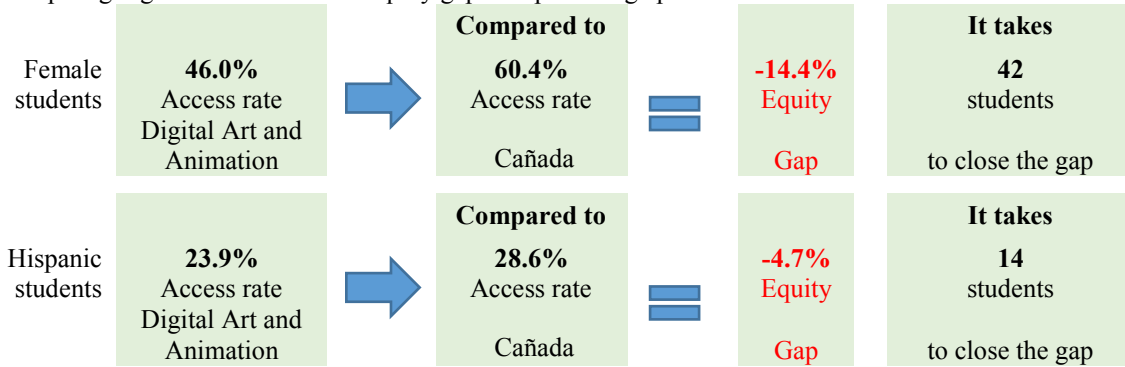 Compared to It takes
Female 46.0% 60.4% -14.4% 42
students Access rate Access rate Equity students
Digital Art and
Animation Cañada Gap to close the gap
Compared to It takes
Hispanic 23.9% 28.6% -4.7% 14
students Access rate Access rate Equity students
Digital Art and
Animation Cañada Gap to close the gap